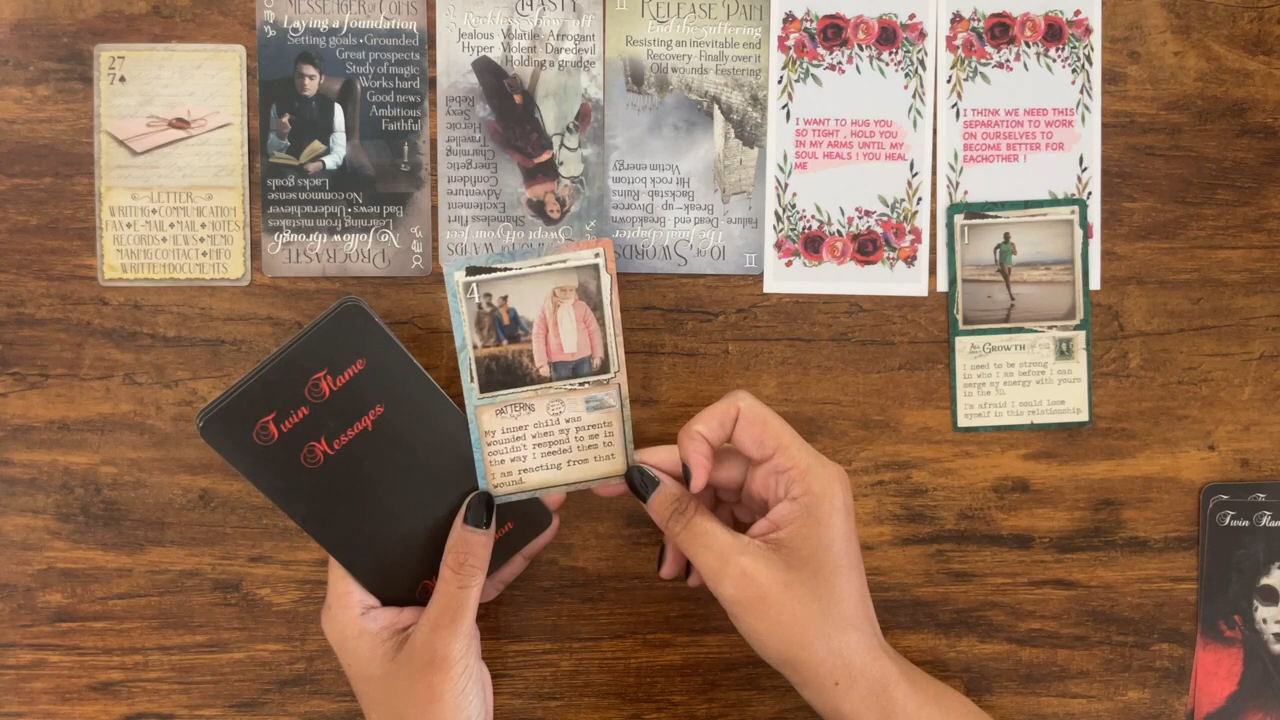 27
7♠
LETTER
WRITING❖COMMUNICATION
FAX❖E-MAIL❖MAIL❖NOTES
RECORDS❖NEWS❖MEMO
MAKING CONTACT❖INFO
WRITTEN DOCUMENTS
MESSENGER of COINS
Laying a foundation
Setting goals · Grounded
Great prospects
Study of magic
Works hard
Good news
Ambitious
Faithful
PROCRASTE
No follow through
Learning from mistakes
Bad news · Underachiever
No common sense
Lacks goals
HASTY
Reckless show-off
Jealous · Volatile · Arrogant
Hyper · Violent · Daredevil
Holding a grudge
Swept off your
Shameless flirt
Excitement
Adventure
Confident
Energetic
Charming
Traveller
Heroic
Sexy
Rebel
II
RELEASE PAIN
End the suffering
Resisting an inevitable end
Recovery · Finally over it
Old wounds · Festering
10 of SWORDS
The final chapter
Failure · Dead end · Breakdown
Break-up · Divorce
Backstab · Ruins
Hit rock bottom
Victim energy
II
I WANT TO HUG YOU
SO TIGHT , HOLD YOU
IN MY ARMS UNTIL MY
SOUL HEALS ! YOU HEAL
ME
I THINK WE NEED THIS
SEPARATION TO WORK
ON OURSELVES TO
BECOME BETTER FOR
EACHOTHER !
1
GROWTH
I need to be strong
in who I am before I can
merge my energy with yours
in the 3D.
I'm afraid I could lose
myself in this relationship.
4
PATTERNS
My inner child was
wounded when my parents
couldn't respond to me in
the way I needed them to.
I am reacting from that
wound.
Twin Flame
Messages
Twin Flam